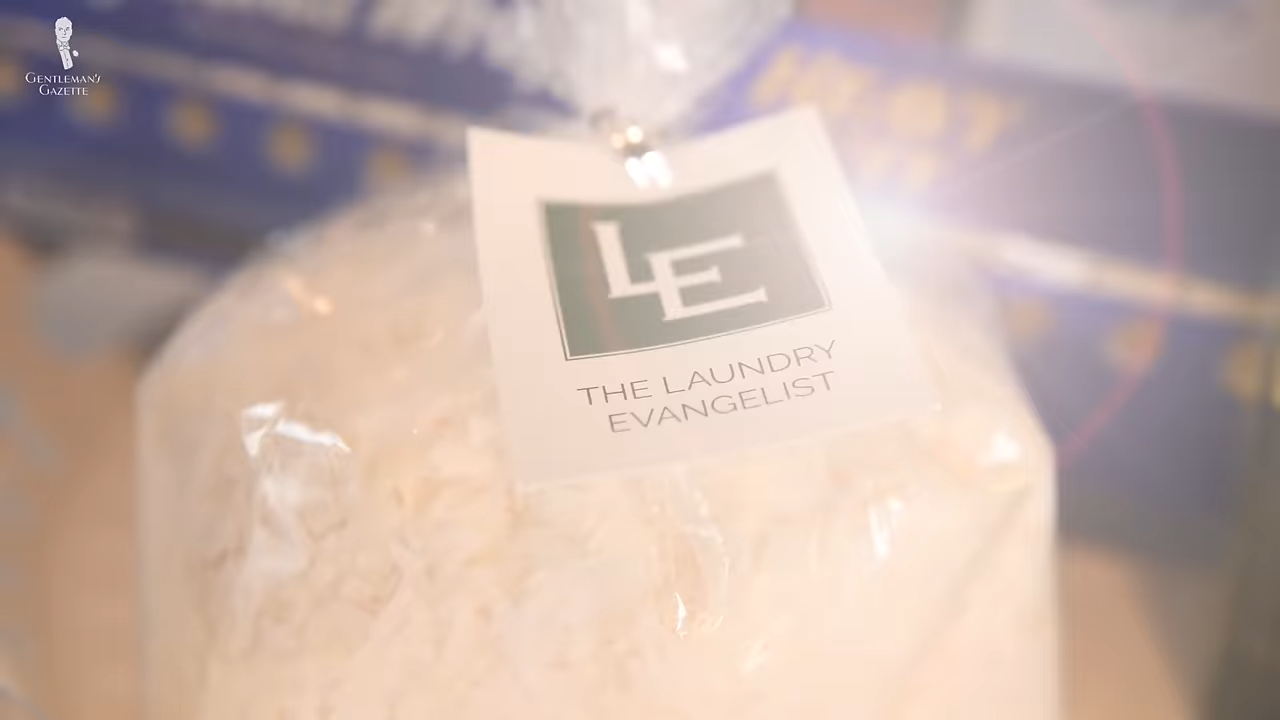 GENTLEMAN'S
GAZETTE
LE
THE LAUNDRY
EVANGELIST